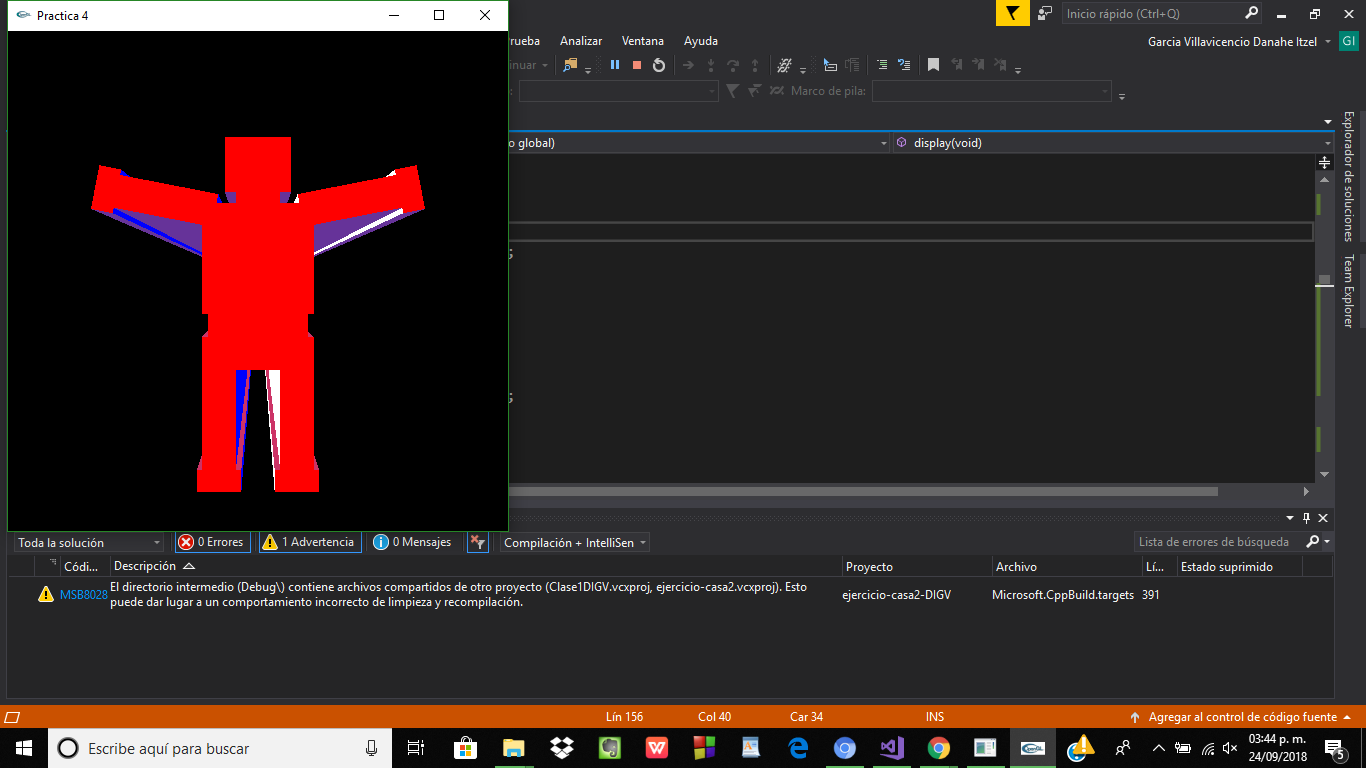 Practica 4
Inicio rápido (Ctrl+Q)
rueba Analizar Ventana Ayuda
Garcia Villavicencio Danahe Itzel GI
nuar
Marco de pila:
o global) display(void)
;
;
Explorador de soluciones
Team Explorer
Toda la solución 0 Errores 1 Advertencia 0 Mensajes Compilación + IntelliSen Lista de errores de búsqueda
Códi... Descripción Proyecto Archivo Lí... Estado suprimido
MSB8028 El directorio intermedio (Debug\) contiene archivos compartidos de otro proyecto (Clase1DIGV.vcxproj, ejercicio-casa2.vcxproj). Esto
puede dar lugar a un comportamiento incorrecto de limpieza y recompilación.
ejercicio-casa2-DIGV Microsoft.CppBuild.targets 391
Lín 156 Col 40 Car 34 INS Agregar al control de código fuente
Escribe aquí para buscar
03:44 p. m.
24/09/2018
5